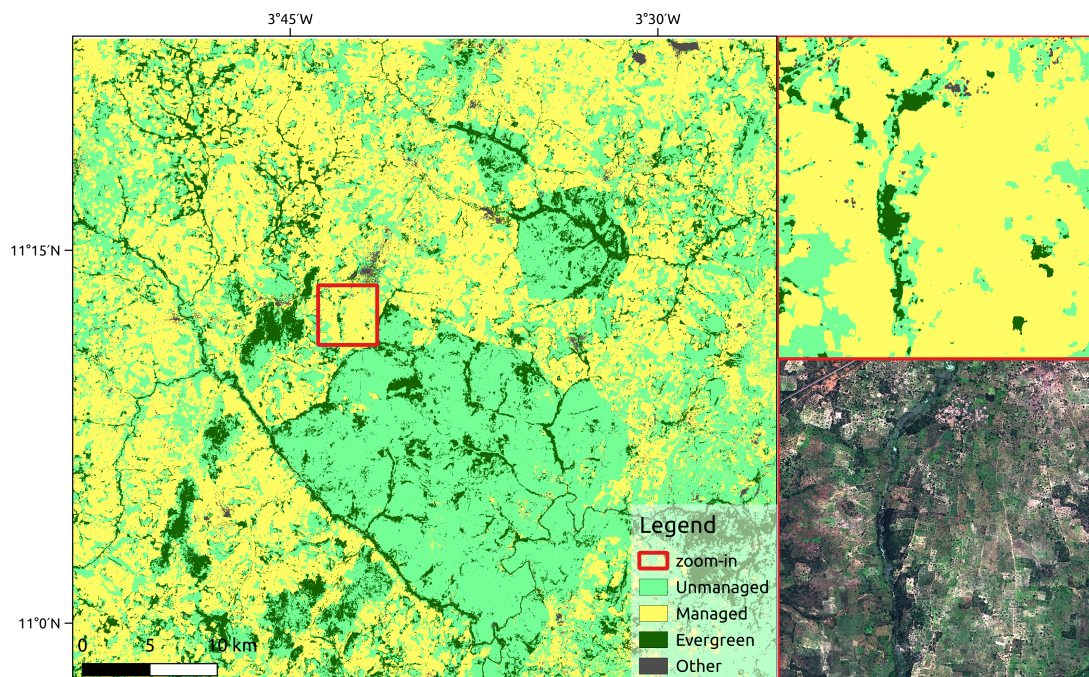 3°45'W
3°30'W
11°15'N
11°0'N
0 5 10 km
Legend
zoom-in
Unmanaged
Managed
Evergreen
Other